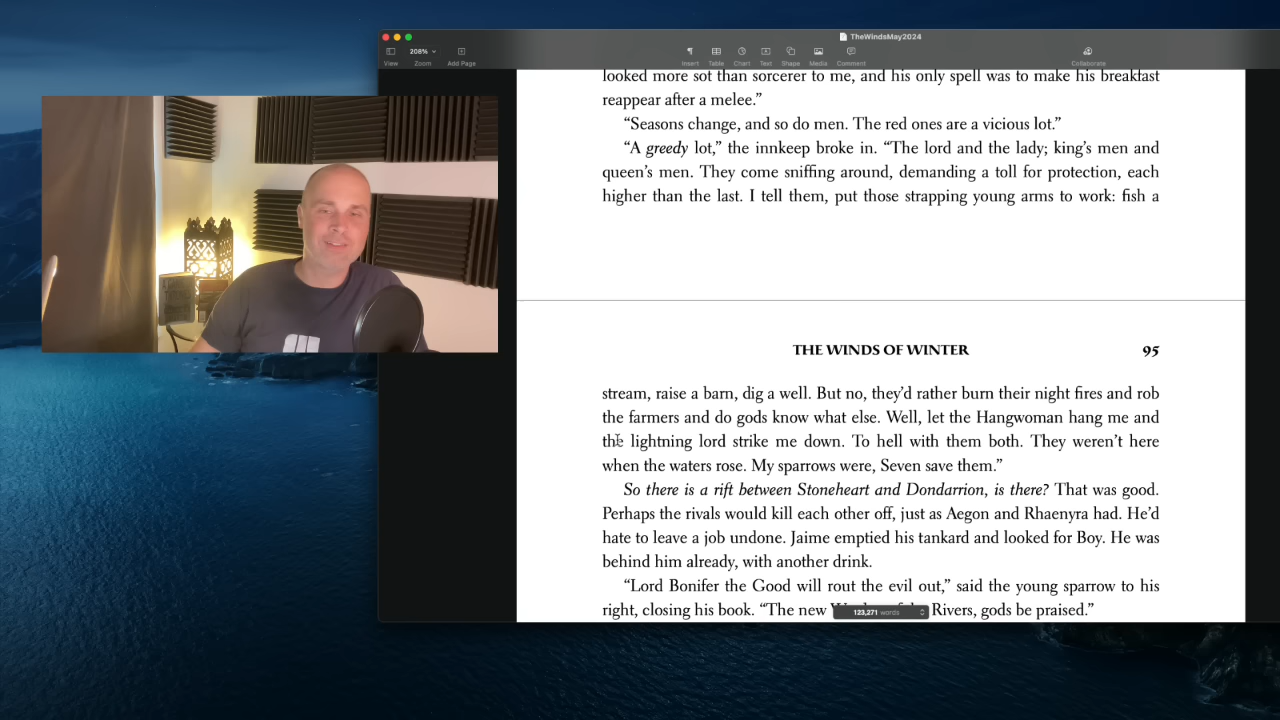 TheWindsMay2024
208%
View
Zoom
Add Page
Insert
Table
Chart
Text
Shape
Media
Comment
Collaborate
looked more sot than sorcerer to me, and his only spell was to make his breakfast
reappear after a melee.”
“Seasons change, and so do men. The red ones are a vicious lot.”
“A greedy lot,” the innkeep broke in. “The lord and the lady; king’s men and
queen’s men. They come sniffing around, demanding a toll for protection, each
higher than the last. I tell them, put those strapping young arms to work: fish a
THE WINDS OF WINTER 95
stream, raise a barn, dig a well. But no, they’d rather burn their night fires and rob
the farmers and do gods know what else. Well, let the Hangwoman hang me and
the lightning lord strike me down. To hell with them both. They weren’t here
when the waters rose. My sparrows were, Seven save them.”
So there is a rift between Stoneheart and Dondarrion, is there? That was good.
Perhaps the rivals would kill each other off, just as Aegon and Rhaenyra had. He’d
hate to leave a job undone. Jaime emptied his tankard and looked for Boy. He was
behind him already, with another drink.
“Lord Bonifer the Good will rout the evil out,” said the young sparrow to his
right, closing his book. “The new Rivers, gods be praised.”
123,271 words